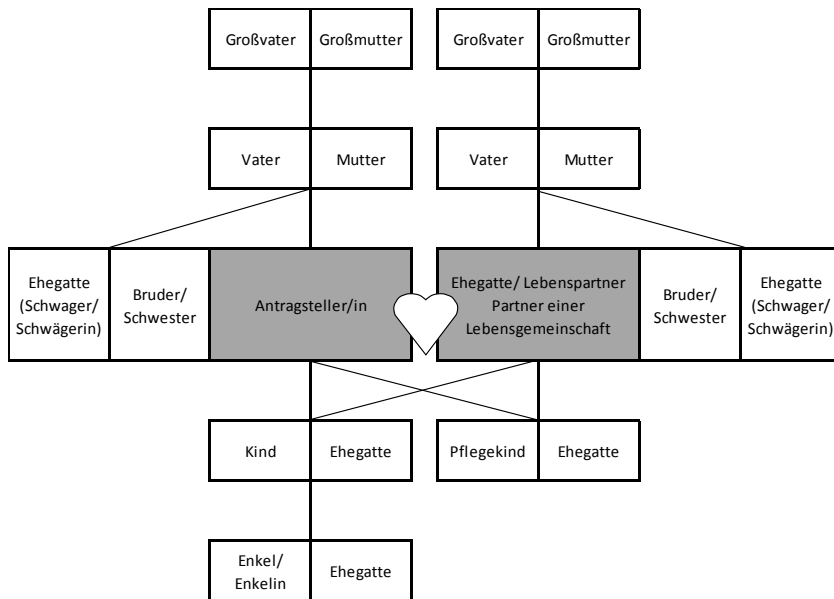 Großvater
Großmutter
Großvater
Großmutter
Vater
Mutter
Vater
Mutter
Ehegatte
(Schwager/
Schwägerin)
Bruder/
Schwester
Antragsteller/in
Ehegatte/ Lebenspartner
Partner einer
Lebensgemeinschaft
Bruder/
Schwester
Ehegatte
(Schwager/
Schwägerin)
Kind
Ehegatte
Pflegekind
Ehegatte
Enkel/
Enkelin
Ehegatte